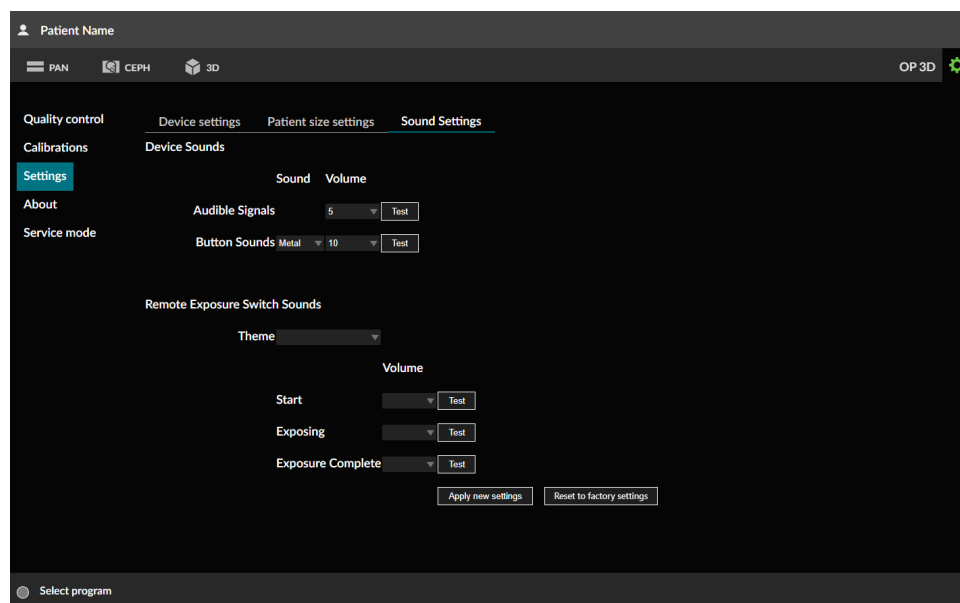 Patient Name
PAN CEPH 3D OP 3D
Quality control
Calibrations
Settings
About
Service mode
Device settings Patient size settings Sound Settings
Device Sounds
Sound Volume
Audible Signals 5 Test
Button Sounds Metal 10 Test
Remote Exposure Switch Sounds
Theme
Volume
Start Test
Exposing Test
Exposure Complete Test
Apply new settings Reset to factory settings
Select program